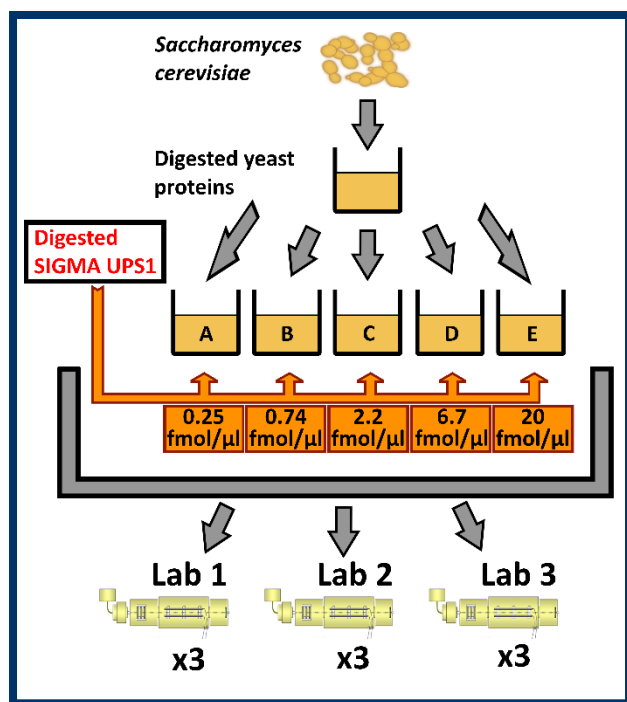 Saccharomyces
cerevisiae
Digested yeast
proteins
Digested
SIGMA UPS1
A B C D E
0.25 0.74 2.2 6.7 20
fmol/µl fmol/µl fmol/µl fmol/µl fmol/µl
Lab 1 Lab 2 Lab 3
x3 x3 x3